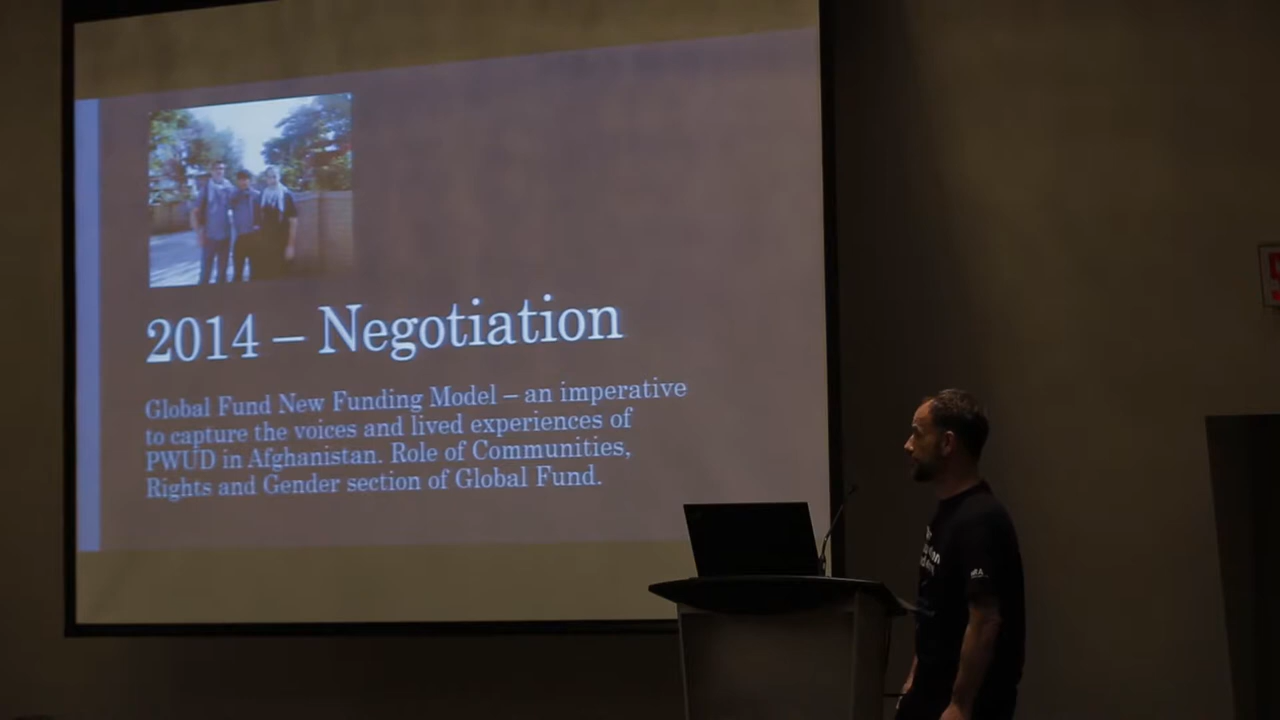 2014 – Negotiation
Global Fund New Funding Model – an imperative
to capture the voices and lived experiences of
PWUD in Afghanistan. Role of Communities,
Rights and Gender section of Global Fund.